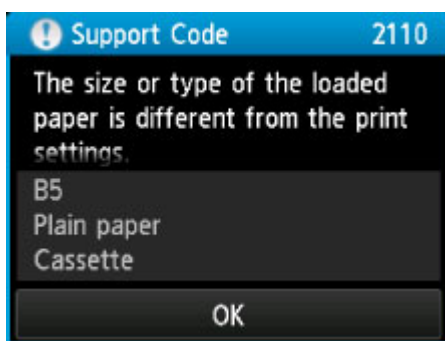 Support Code 2110
The size or type of the loaded
paper is different from the print
settings.
B5
Plain paper
Cassette
OK